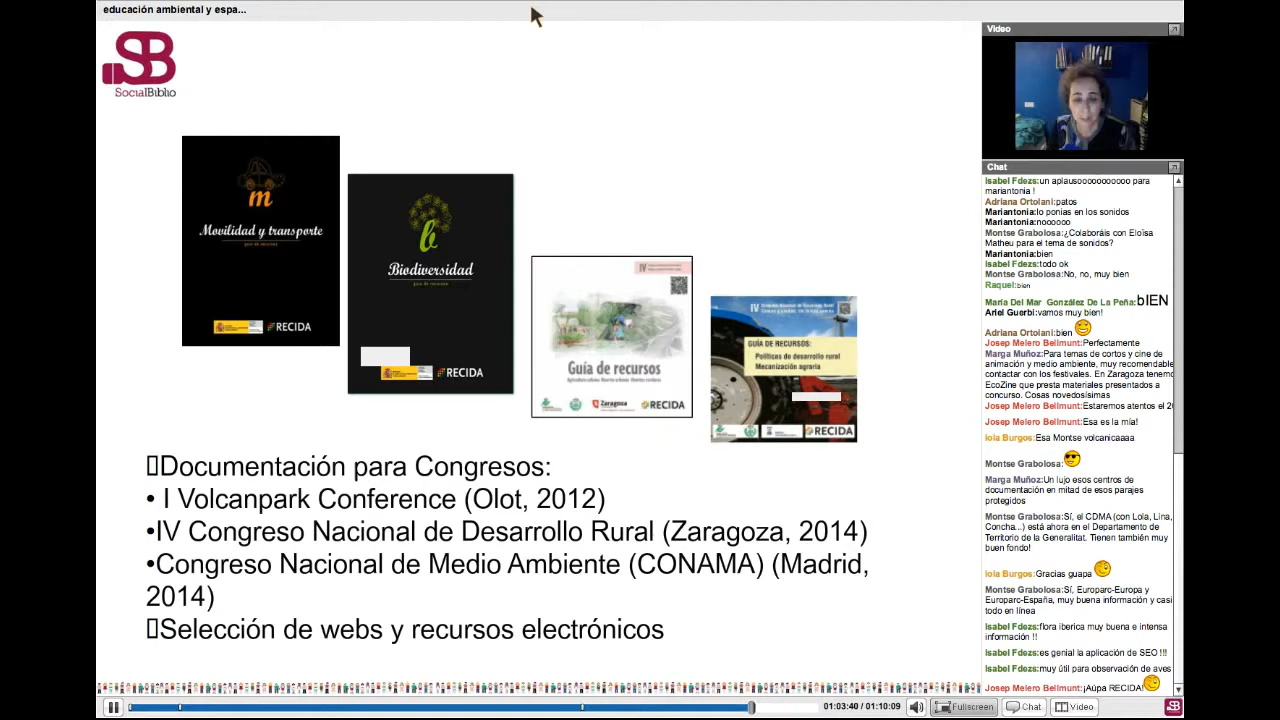 educación ambiental y espa...
SB
SocialBiblio
m
Movilidad y transporte
guía de recursos
RECIDA
b
Biodiversidad
guía de recursos
RECIDA
IV
Guía de recursos
Zaragoza
RECIDA
IV
GUÍA DE RECURSOS:
Políticas de desarrollo rural
Mecanización agraria
RECIDA
Documentación para Congresos:
• I Volcanpark Conference (Olot, 2012)
•IV Congreso Nacional de Desarrollo Rural (Zaragoza, 2014)
•Congreso Nacional de Medio Ambiente (CONAMA) (Madrid,
2014)
Selección de webs y recursos electrónicos
Video
Chat
Isabel Fdezs:un aplausooooooooooo para
mariantonia !
Adriana Ortolani:patos
Mariantonia:lo ponias en los sonidos
Mariantonia:noooooo
Montse Grabolosa:¿Colaboráis con Eloïsa
Matheu para el tema de sonidos?
Mariantonia:bien
Isabel Fdezs:todo ok
Montse Grabolosa:No, no, muy bien
Raquel:bien
María Del Mar González De La Peña:bIEN
Ariel Guerbi:vamos muy bien!
Adriana Ortolani:bien
Josep Melero Bellmunt:Perfectamente
Marga Muñoz:Para temas de cortos y cine de
animación y medio ambiente, muy recomendable
contactar con los festivales. En Zaragoza tenemo
EcoZine que presta materiales presentados a
concurso. Cosas novedosísimas
Josep Melero Bellmunt:Estaremos atentos el 20
Josep Melero Bellmunt:Esa es la mía!
lola Burgos:Esa Montse volcanicaaaa
Montse Grabolosa:
Marga Muñoz:Un lujo esos centros de
documentación en mitad de esos parajes
protegidos
Montse Grabolosa:Sí, el CDMA (con Lola, Lina,
Concha...) está ahora en el Departamento de
Territorio de la Generalitat. Tienen también muy
buen fondo!
lola Burgos:Gracias guapa
Montse Grabolosa:Sí, Europarc-Europa y
Europarc-España, muy buena información y casi
todo en línea
Isabel Fdezs:flora iberica muy buena e intensa
información !!
Isabel Fdezs:es genial la aplicación de SEO !!!
Isabel Fdezs:muy útil para observación de aves
Josep Melero Bellmunt:¡Aúpa RECIDA!
01:03:40 / 01:10:09
Fullscreen
Chat
Video
SB